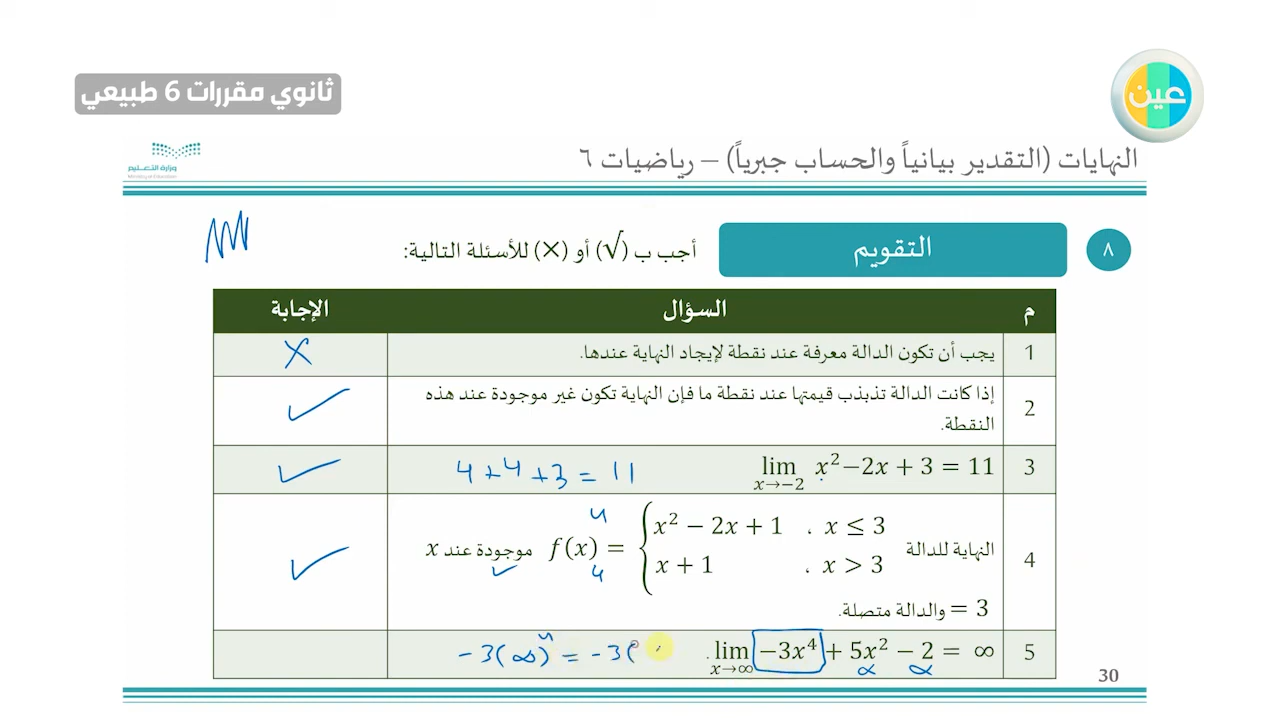 ثانوي مقررات 6 طبيعي
عين
وزارة التعليم
Ministry of Education
النهايات (التقدير بيانياً والحساب جبرياً) – رياضيات ٦
٨
التقويم
أجب ب (√) أو (×) للأسئلة التالية:
م السؤال الإجابة
1 يجب أن تكون الدالة معرفة عند نقطة لإيجاد النهاية عندها. ×
2 إذا كانت الدالة تذبذب قيمتها عند نقطة ما فإن النهاية تكون غير موجودة عند هذه ✓
النقطة.
3 lim x→−2 x² −2x + 3 = 11 4 + 4 + 3 = 11 ✓
4 النهاية للدالة f(x) = { x² − 2x + 1 ، x ≤ 3 4
x + 1 ، x > 3 4
موجودة عند x ✓
= 3 والدالة متصلة.
5 lim x→∞ −3x⁴ + 5x² − 2 = ∞ −3(∞)⁴ = −3(
∝ ∝
30